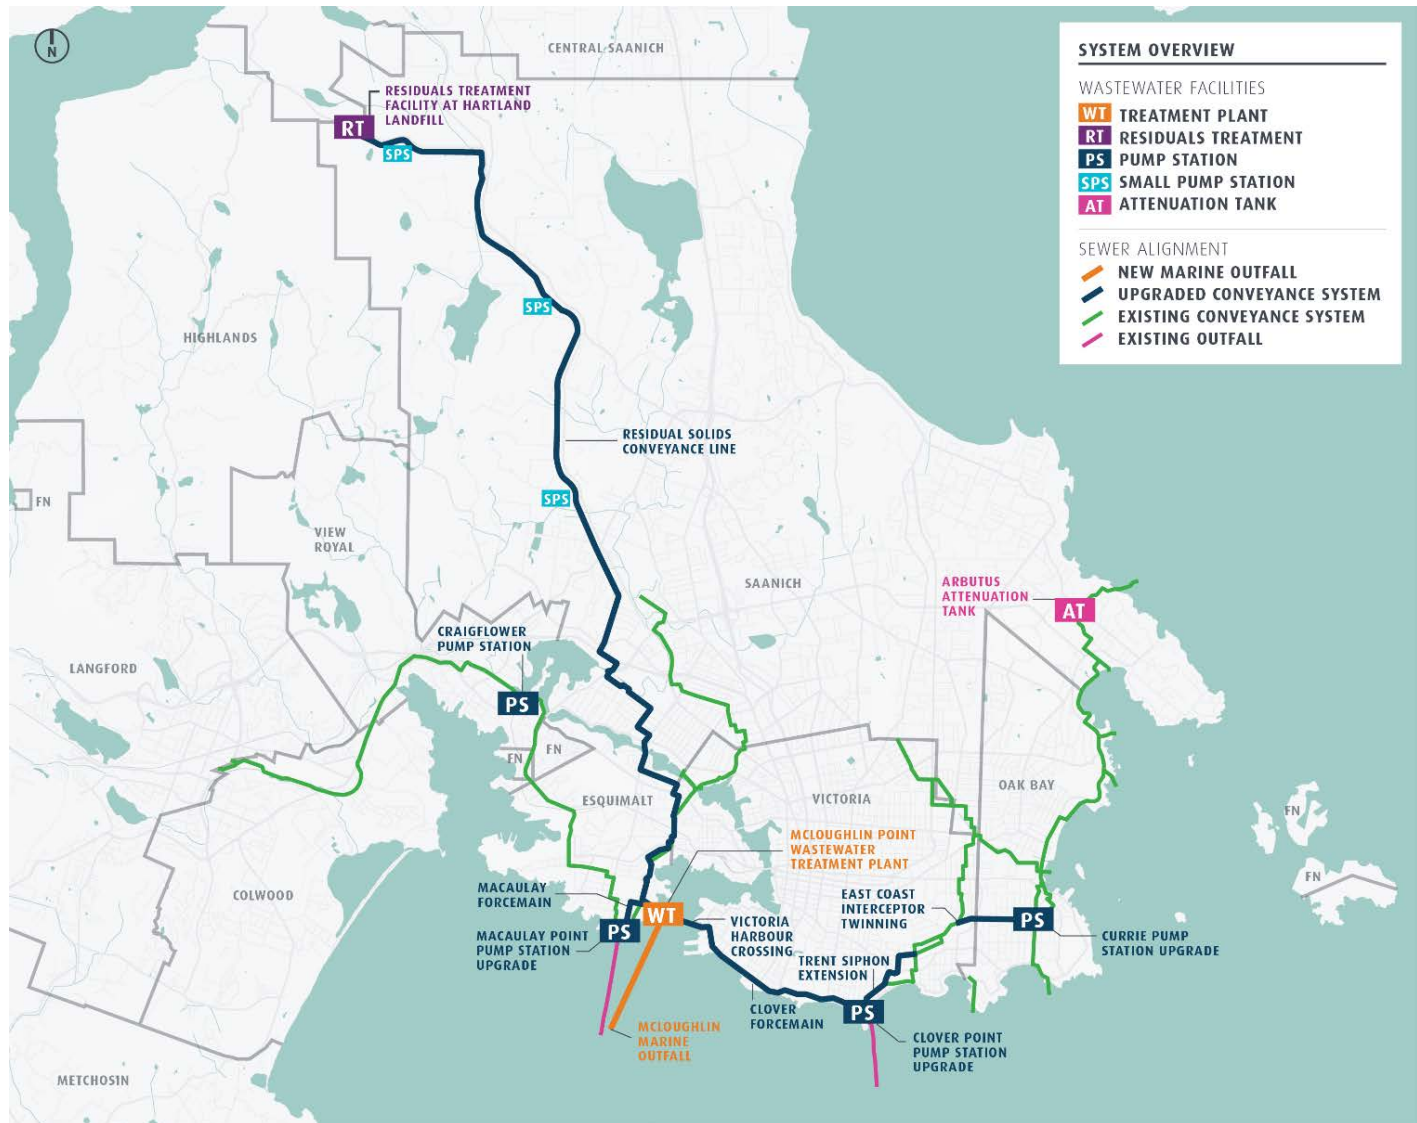 N
CENTRAL SAANICH
RESIDUALS TREATMENT
FACILITY AT HARTLAND
LANDFILL
RT
SPS
SPS
HIGHLANDS
RESIDUAL SOLIDS
CONVEYANCE LINE
SPS
FN
VIEW
ROYAL
SAANICH
ARBUTUS
ATTENUATION
TANK
AT
CRAIGFLOWER
PUMP STATION
LANGFORD
PS
FN
FN
ESQUIMALT
VICTORIA
OAK BAY
FN
MCLOUGHLIN POINT
WASTEWATER
TREATMENT PLANT
FN
COLWOOD
MACAULAY
FORCEMAIN
WT
EAST COAST
INTERCEPTOR
TWINNING
PS
PS
MACAULAY POINT
PUMP STATION
UPGRADE
VICTORIA
HARBOUR
CROSSING
CURRIE PUMP
STATION UPGRADE
TRENT SIPHON
EXTENSION
CLOVER
FORCEMAIN
PS
MCLOUGHLIN
MARINE
OUTFALL
CLOVER POINT
PUMP STATION
UPGRADE
METCHOSIN
SYSTEM OVERVIEW
WASTEWATER FACILITIES
WT TREATMENT PLANT
RT RESIDUALS TREATMENT
PS PUMP STATION
SPS SMALL PUMP STATION
AT ATTENUATION TANK
SEWER ALIGNMENT
NEW MARINE OUTFALL
UPGRADED CONVEYANCE SYSTEM
EXISTING CONVEYANCE SYSTEM
EXISTING OUTFALL